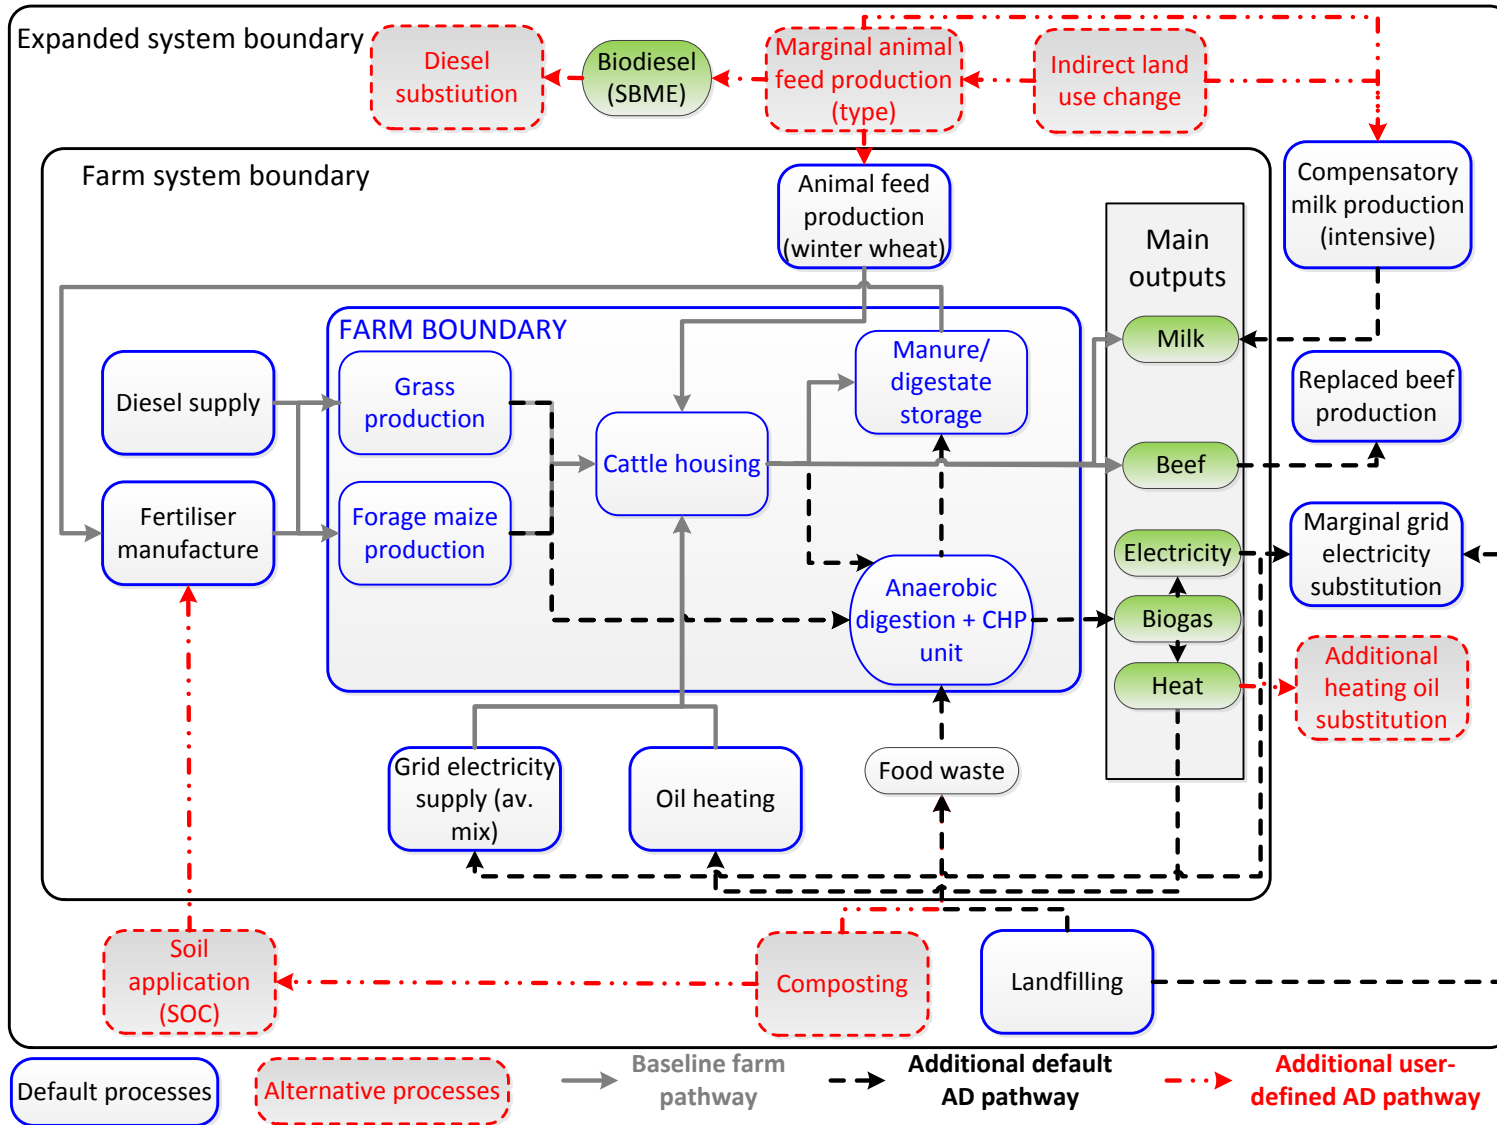 Expanded system boundary
Diesel
substiution
Biodiesel
(SBME)
Marginal animal
feed production
(type)
Indirect land
use change
Farm system boundary
Animal feed
production
(winter wheat)
Compensatory
milk production
(intensive)
Main
outputs
FARM BOUNDARY
Diesel supply
Grass
production
Manure/
digestate
storage
Milk
Replaced beef
production
Cattle housing
Beef
Fertiliser
manufacture
Forage maize
production
Electricity
Marginal grid
electricity
substitution
Anaerobic
digestion + CHP
unit
Biogas
Heat
Additional
heating oil
substitution
Grid electricity
supply (av.
mix)
Oil heating
Food waste
Soil
application
(SOC)
Composting
Landfilling
Default processes
Alternative processes
Baseline farm
pathway
Additional default
AD pathway
Additional user-
defined AD pathway